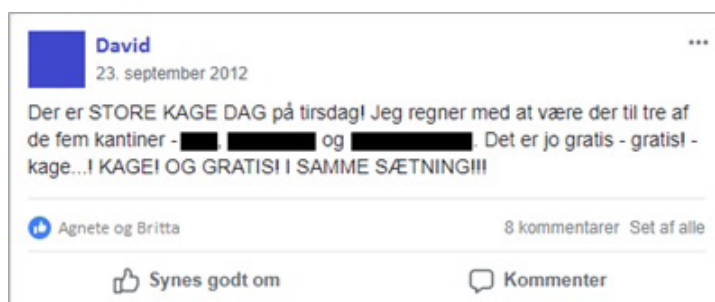 David
23. september 2012
Der er STORE KAGE DAG på tirsdag! Jeg regner med at være der til tre af
de fem kantiner - , og . Det er jo gratis - gratis! -
kage...! KAGE! OG GRATIS! I SAMME SÆTNING!!!
Agnete og Britta
8 kommentarer Set af alle
Synes godt om
Kommenter